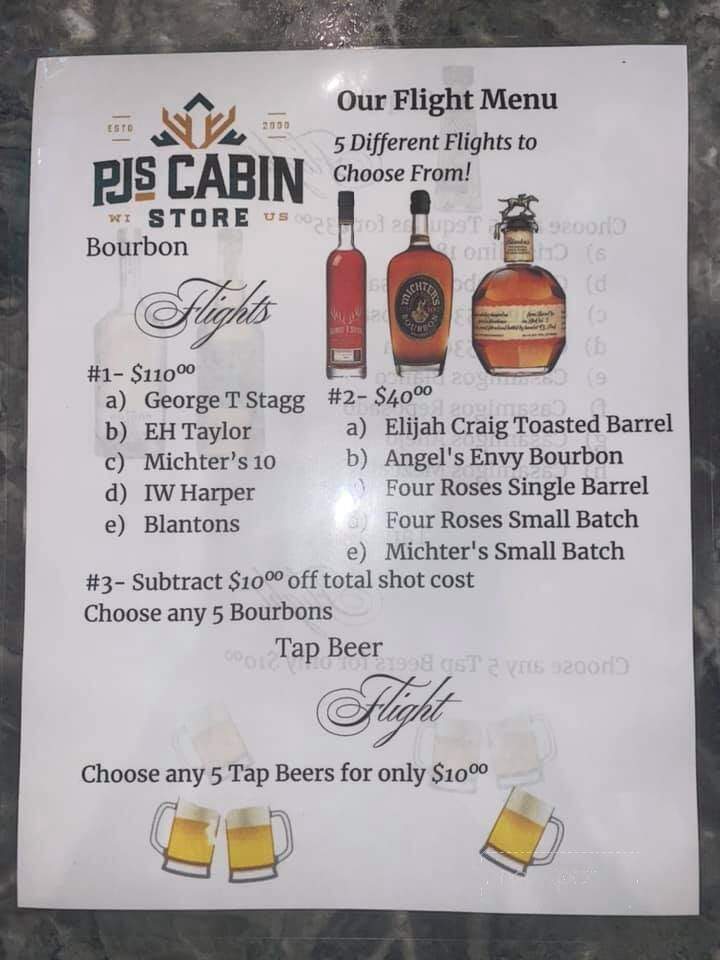 ESTD 2000
PJS CABIN
WI STORE US
Our Flight Menu
5 Different Flights to
Choose From!
Bourbon
Flights
#1- $110⁰⁰
a) George T Stagg
b) EH Taylor
c) Michter's 10
d) IW Harper
e) Blantons
MICHTER'S
BOURBON
#2- $40⁰⁰
a) Elijah Craig Toasted Barrel
b) Angel's Envy Bourbon
) Four Roses Single Barrel
) Four Roses Small Batch
e) Michter's Small Batch
#3- Subtract $10⁰⁰ off total shot cost
Choose any 5 Bourbons
Tap Beer
Flight
Choose any 5 Tap Beers for only $10⁰⁰